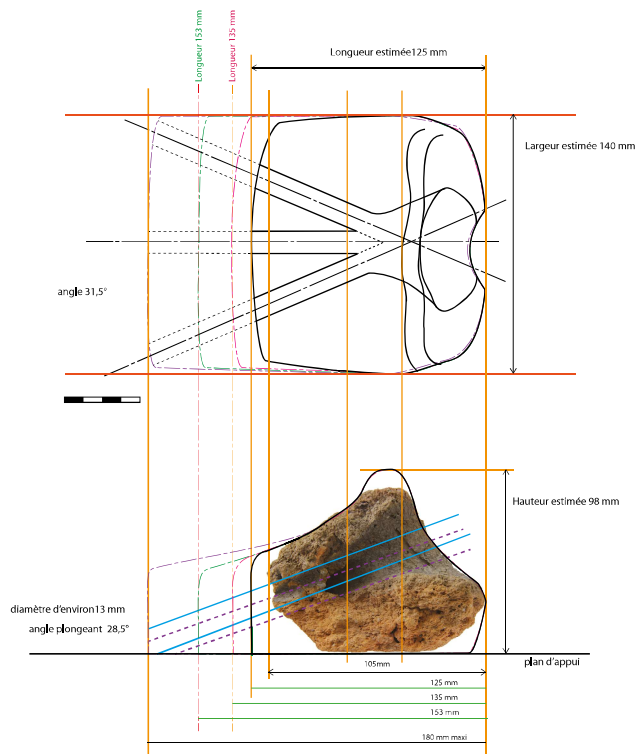 Longueur 153 mm
Longueur 135 mm
Longueur estimée125 mm
Largeur estimée 140 mm
angle 31,5°
Hauteur estimée 98 mm
diamètre d'environ13 mm
angle plongeant 28,5°
plan d'appui
105mm
125 mm
135 mm
153 mm
180 mm maxi